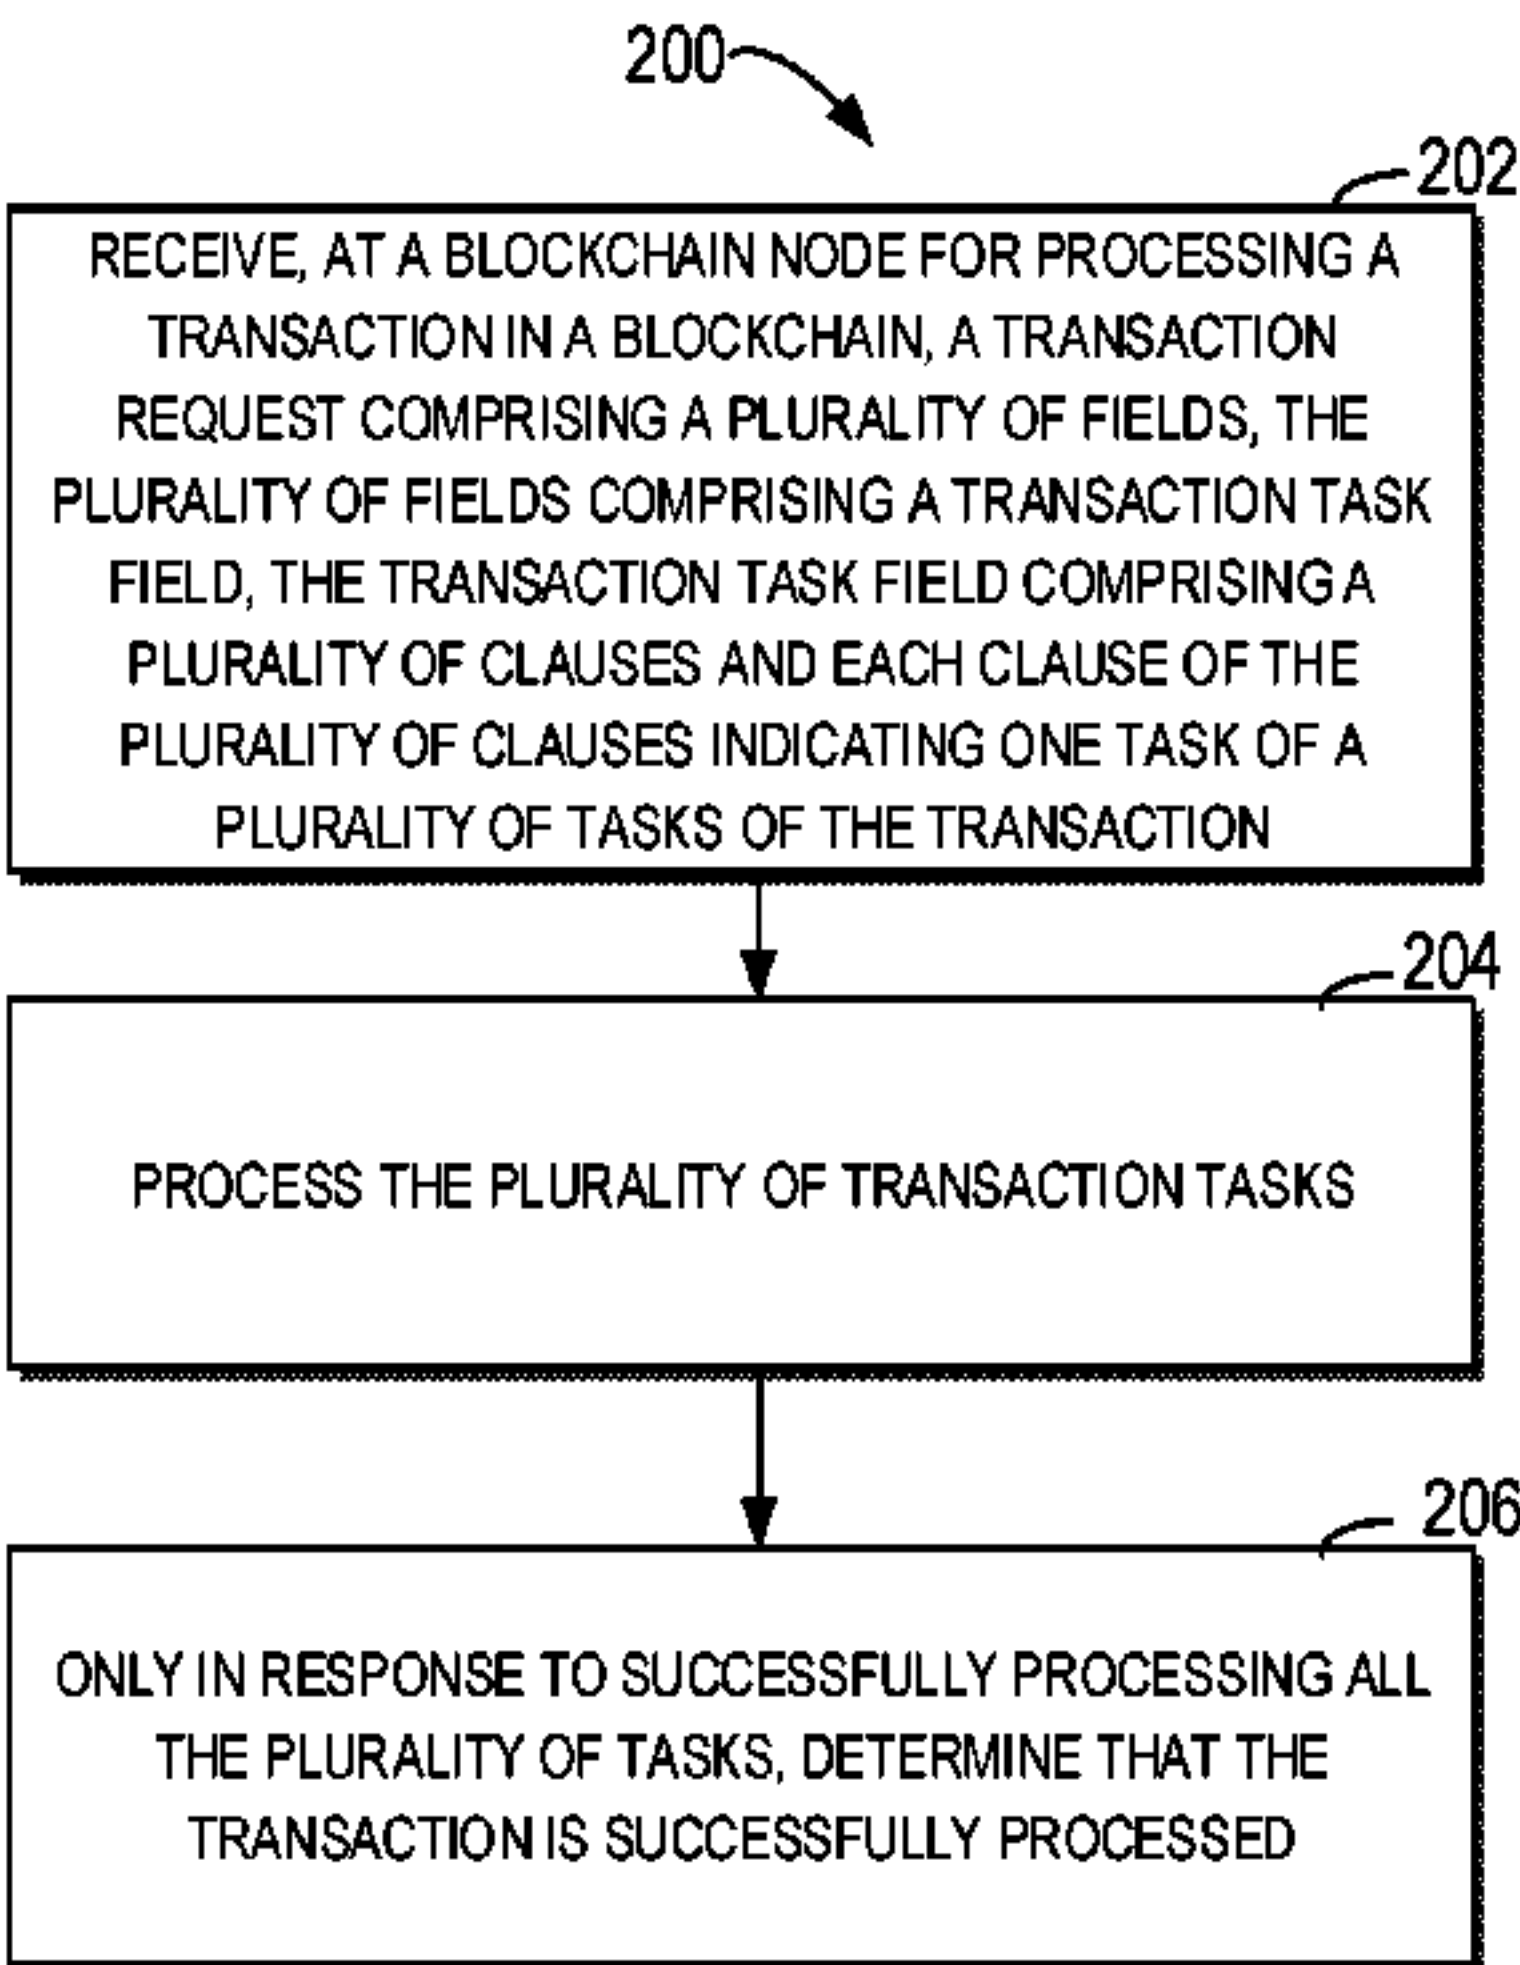 200
202
RECEIVE, AT A BLOCKCHAIN NODE FOR PROCESSING A
TRANSACTION IN A BLOCKCHAIN, A TRANSACTION
REQUEST COMPRISING A PLURALITY OF FIELDS, THE
PLURALITY OF FIELDS COMPRISING A TRANSACTION TASK
FIELD, THE TRANSACTION TASK FIELD COMPRISING A
PLURALITY OF CLAUSES AND EACH CLAUSE OF THE
PLURALITY OF CLAUSES INDICATING ONE TASK OF A
PLURALITY OF TASKS OF THE TRANSACTION
204
PROCESS THE PLURALITY OF TRANSACTION TASKS
206
ONLY IN RESPONSE TO SUCCESSFULLY PROCESSING ALL
THE PLURALITY OF TASKS, DETERMINE THAT THE
TRANSACTION IS SUCCESSFULLY PROCESSED